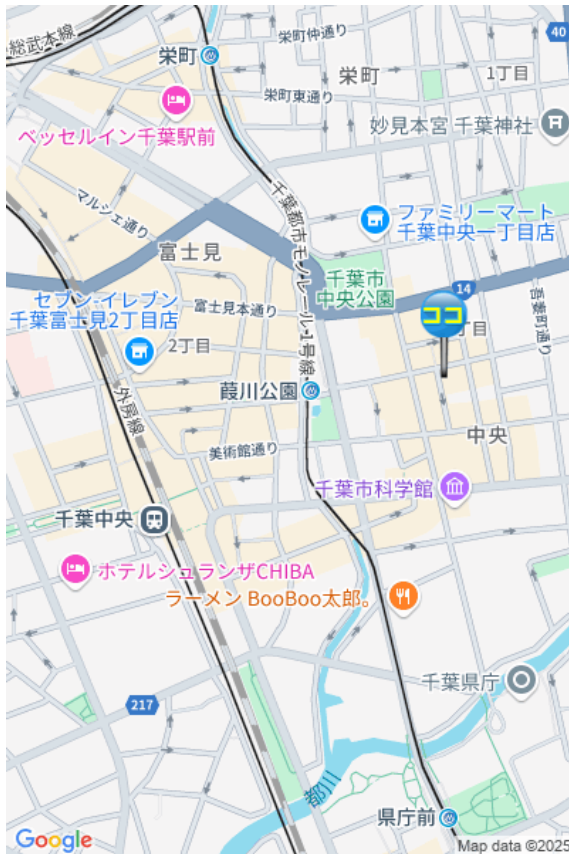 総武本線
栄町
栄町仲通り
40
栄町
1丁目
栄町東通り
ベッセルイン千葉駅前
妙見本宮 千葉神社
マルシェ通り
千葉都市モノレール1号線
ファミリーマート
千葉中央一丁目店
富士見
千葉市
中央公園
14
吾妻町通り
セブン-イレブン
千葉富士見2丁目店
富士見本通り
ココ
丁目
2丁目
外房線
葭川公園
中央
美術館通り
千葉市科学館
千葉中央
ホテルシュランザCHIBA
ラーメン BooBoo太郎。
千葉県庁
217
都川
県庁前
Google
Map data ©2025